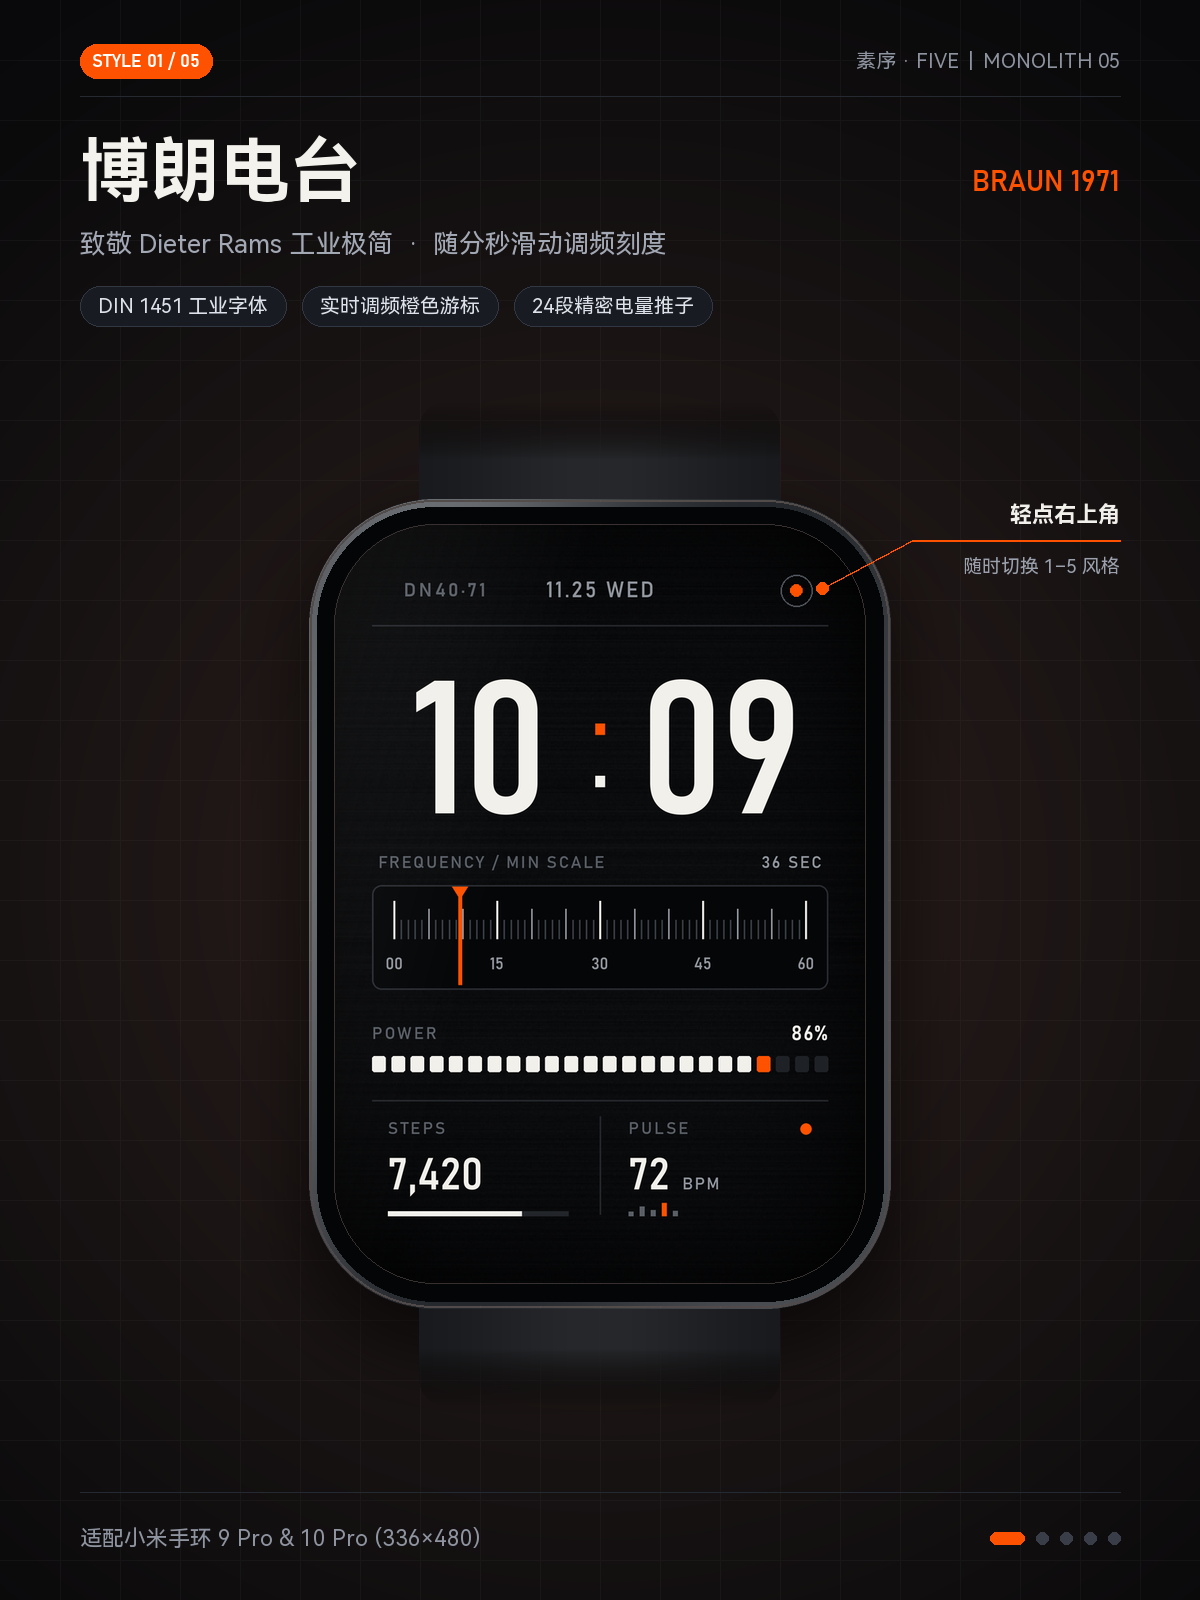 STYLE 01 / 05
素序 · FIVE | MONOLITH 05
博朗电台
BRAUN 1971
致敬 Dieter Rams 工业极简 · 随分秒滑动调频刻度
DIN 1451 工业字体
实时调频橙色游标
24段精密电量推子
轻点右上角
随时切换 1-5 风格
DN40·71
11.25 WED
10 : 09
FREQUENCY / MIN SCALE
36 SEC
00 15 30 45 60
POWER
86%
STEPS
7,420
PULSE
72 BPM
适配小米手环 9 Pro & 10 Pro (336×480)